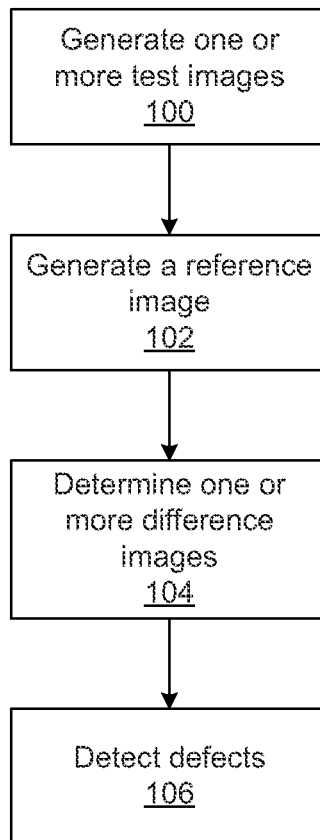 Generate one or
more test images
100
Generate a reference
image
102
Determine one or
more difference
images
104
Detect defects
106